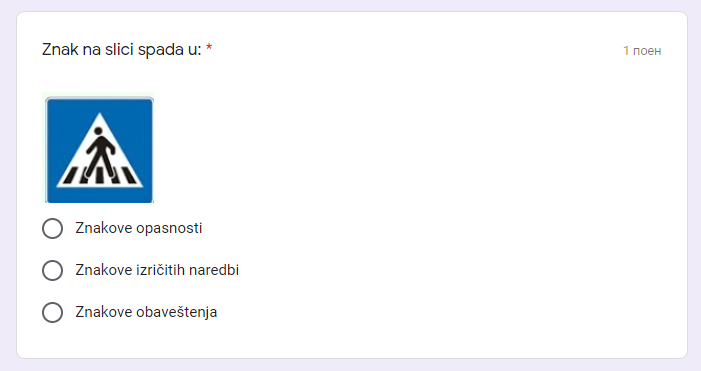 Znak na slici spada u: *
1 поен
Znakove opasnosti
Znakove izričitih naredbi
Znakove obaveštenja